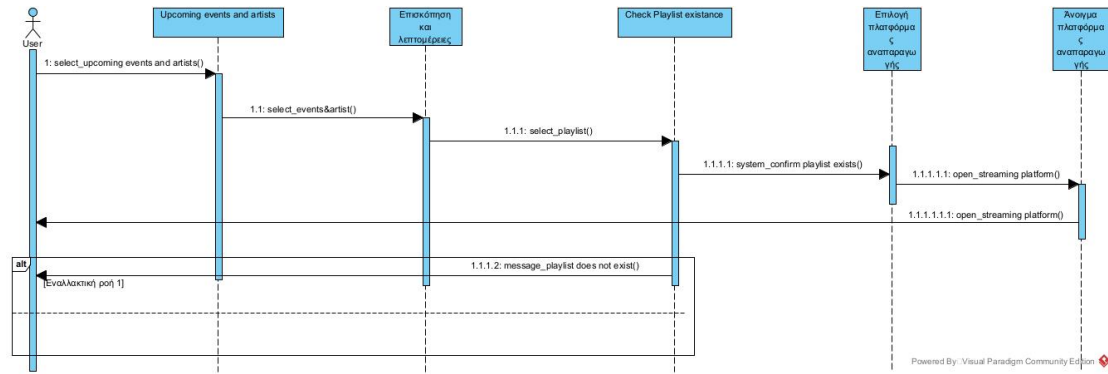 User
Upcoming events and artists
Επισκόπηση
και
λεπτομέρειες
Check Playlist existance
Επιλογή
πλατφόρμα
ς
αναπαραγω
γής
Άνοιγμα
πλατφόρμα
ς
αναπαραγω
γής
1: select_upcoming events and artists()
1.1: select_events&artist()
1.1.1: select_playlist()
1.1.1.1: system_confirm playlist exists()
1.1.1.1.1: open_streaming platform()
1.1.1.1.1.1: open_streaming platform()
alt
1.1.1.2: message_playlist does not exist()
[Εναλλακτική ροή 1]
Powered By Visual Paradigm Community Edition